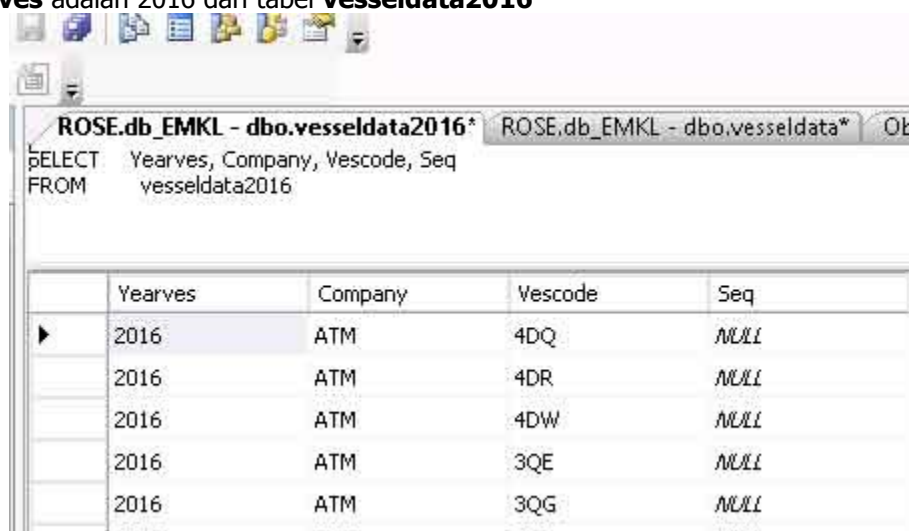 ves adalah 2016 dari tabel vesseldata2016
ROSE.db_EMKL - dbo.vesseldata2016* ROSE.db_EMKL - dbo.vesseldata* Ob
SELECT Yearves, Company, Vescode, Seq
FROM vesseldata2016
Yearves Company Vescode Seq
2016 ATM 4DQ NULL
2016 ATM 4DR NULL
2016 ATM 4DW NULL
2016 ATM 3QE NULL
2016 ATM 3QG NULL